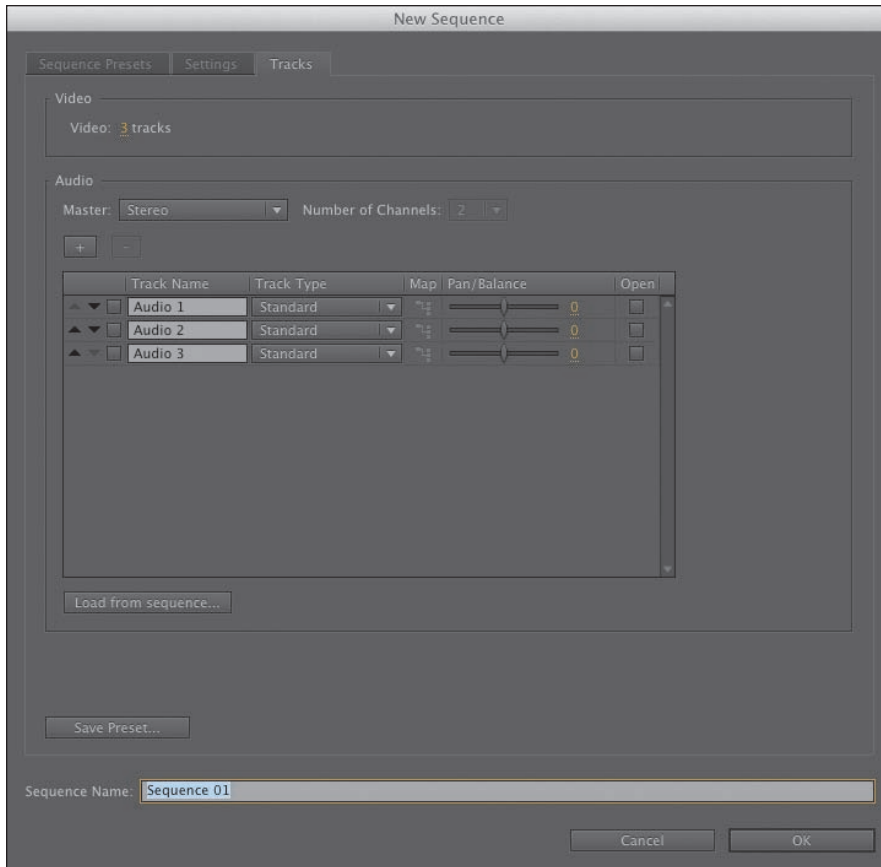 New Sequence
Sequence Presets Settings Tracks
Video
Video: 3 tracks
Audio
Master: Stereo Number of Channels: 2
+ -
Track Name Track Type Map Pan/Balance Open
Audio 1 Standard 0
Audio 2 Standard 0
Audio 3 Standard 0
Load from sequence...
Save Preset...
Sequence Name: Sequence 01
Cancel OK